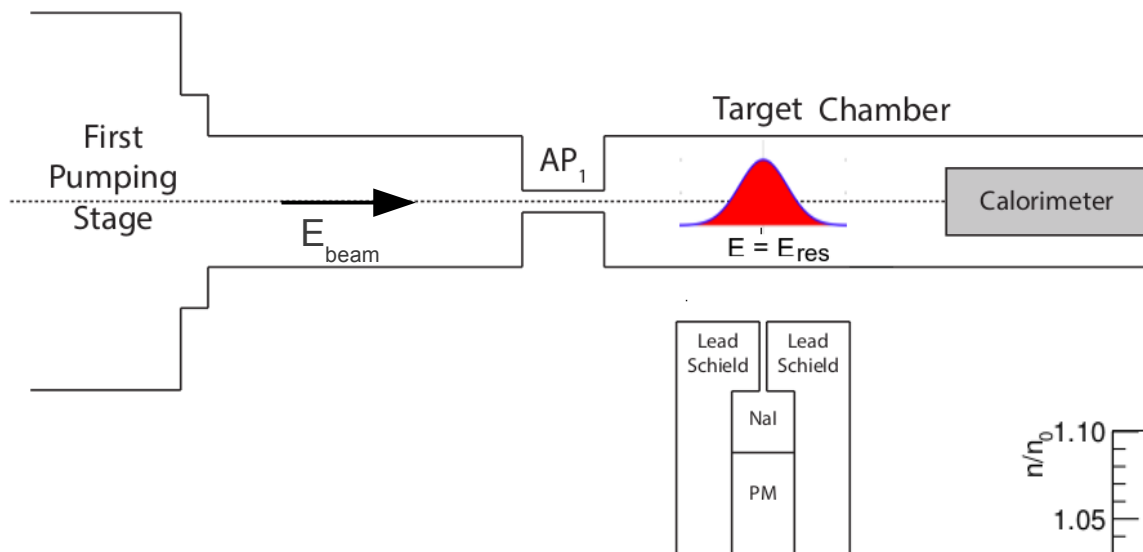 Target Chamber
First
Pumping
Stage
AP1
Calorimeter
Ebeam
E = Eres
Lead
Schield
Lead
Schield
NaI
PM
n/n0
1.10
1.05